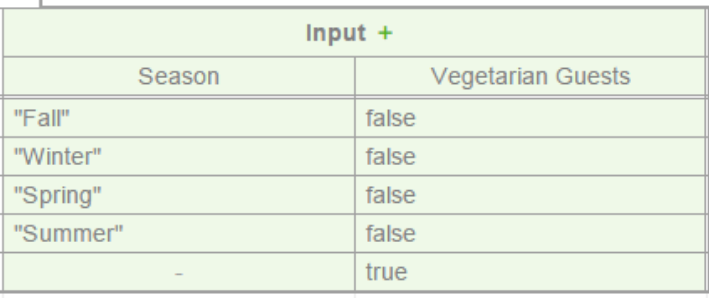 Input +
Season Vegetarian Guests
"Fall" false
"Winter" false
"Spring" false
"Summer" false
- true